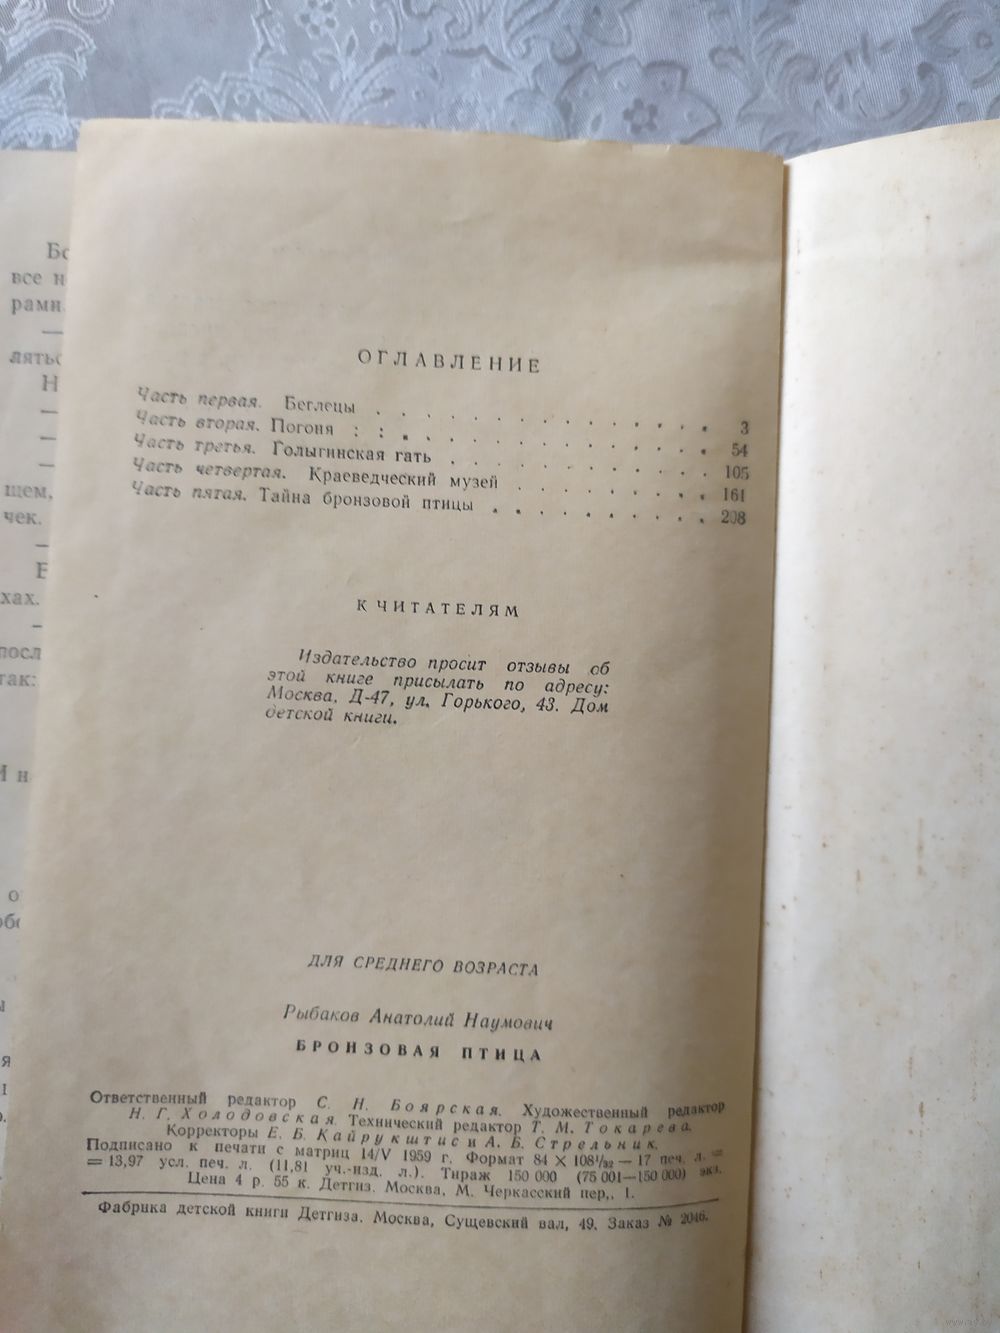 ОГЛАВЛЕНИЕ
Часть первая. Беглецы . . . . . . . . . . . . . . 3
Часть вторая. Погоня : : . . . . . . . . . . . . . 54
Часть третья. Голыгинская гать . . . . . . . . . . . 105
Часть четвертая. Краеведческий музей . . . . . . . . 161
Часть пятая. Тайна бронзовой птицы . . . . . . . . . 208
К ЧИТАТЕЛЯМ
Издательство просит отзывы об
этой книге присылать по адресу:
Москва, Д-47, ул. Горького, 43. Дом
детской книги.
ДЛЯ СРЕДНЕГО ВОЗРАСТА
Рыбаков Анатолий Наумович
БРОНЗОВАЯ ПТИЦА
Ответственный редактор С. Н. Боярская. Художественный редактор
Н. Г. Холодовская. Технический редактор Т. М. Токарева.
Корректоры Е. Б. Кайрукштис и А. Б. Стрельник.
Подписано к печати с матриц 14/V 1959 г. Формат 84 × 108¹/₃₂ — 17 печ. л. =
= 13,97 усл. печ. л. (11,81 уч.-изд. л.). Тираж 150 000 (75 001—150 000) экз.
Цена 4 р. 55 к. Детгиз. Москва, М. Черкасский пер., 1.
Фабрика детской книги Детгиза. Москва, Сущевский вал, 49. Заказ № 2046.